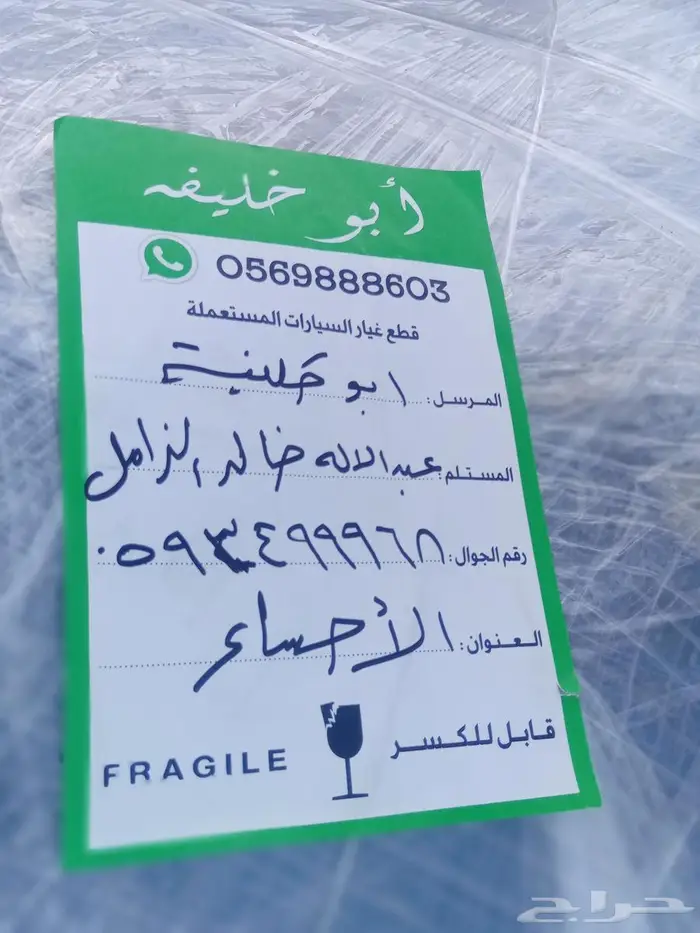 أبو خليفه
0569888603
قطع غيار السيارات المستعملة
المرسل: ابو خليفة
المستلم: عبدالاله خالد الزامل
رقم الجوال: ٠٥٩٣٤٩٩٩٦٨
العنوان: الأحساء
قابل للكسر FRAGILE
حراج